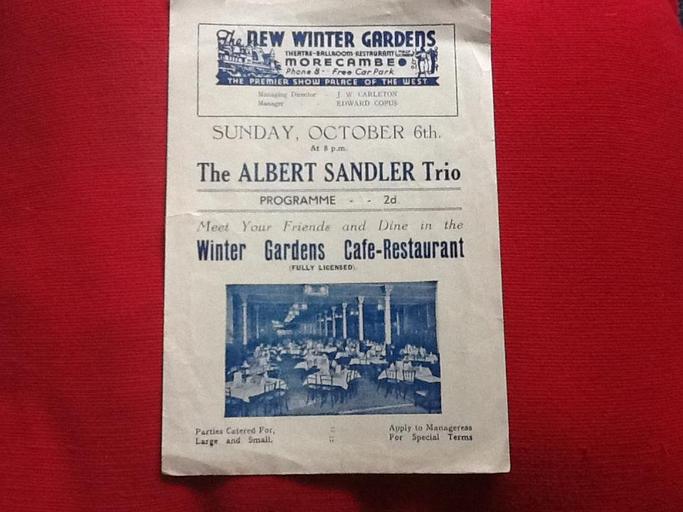 The NEW WINTER GARDENS
THEATRE-BALLROOM-RESTAURANT
MORECAMBE
Phone 8 - Free Car Park
THE PREMIER SHOW PALACE OF THE WEST
Managing Director - J. W. CARLETON
Manager EDWARD COPUS
SUNDAY, OCTOBER 6th.
At 8 p.m.
The ALBERT SANDLER Trio
PROGRAMME - - 2d.
Meet Your Friends and Dine in the
Winter Gardens Cafe-Restaurant
(FULLY LICENSED).
Parties Catered For, :: Apply to Manageress
Large and Small. :: For Special Terms